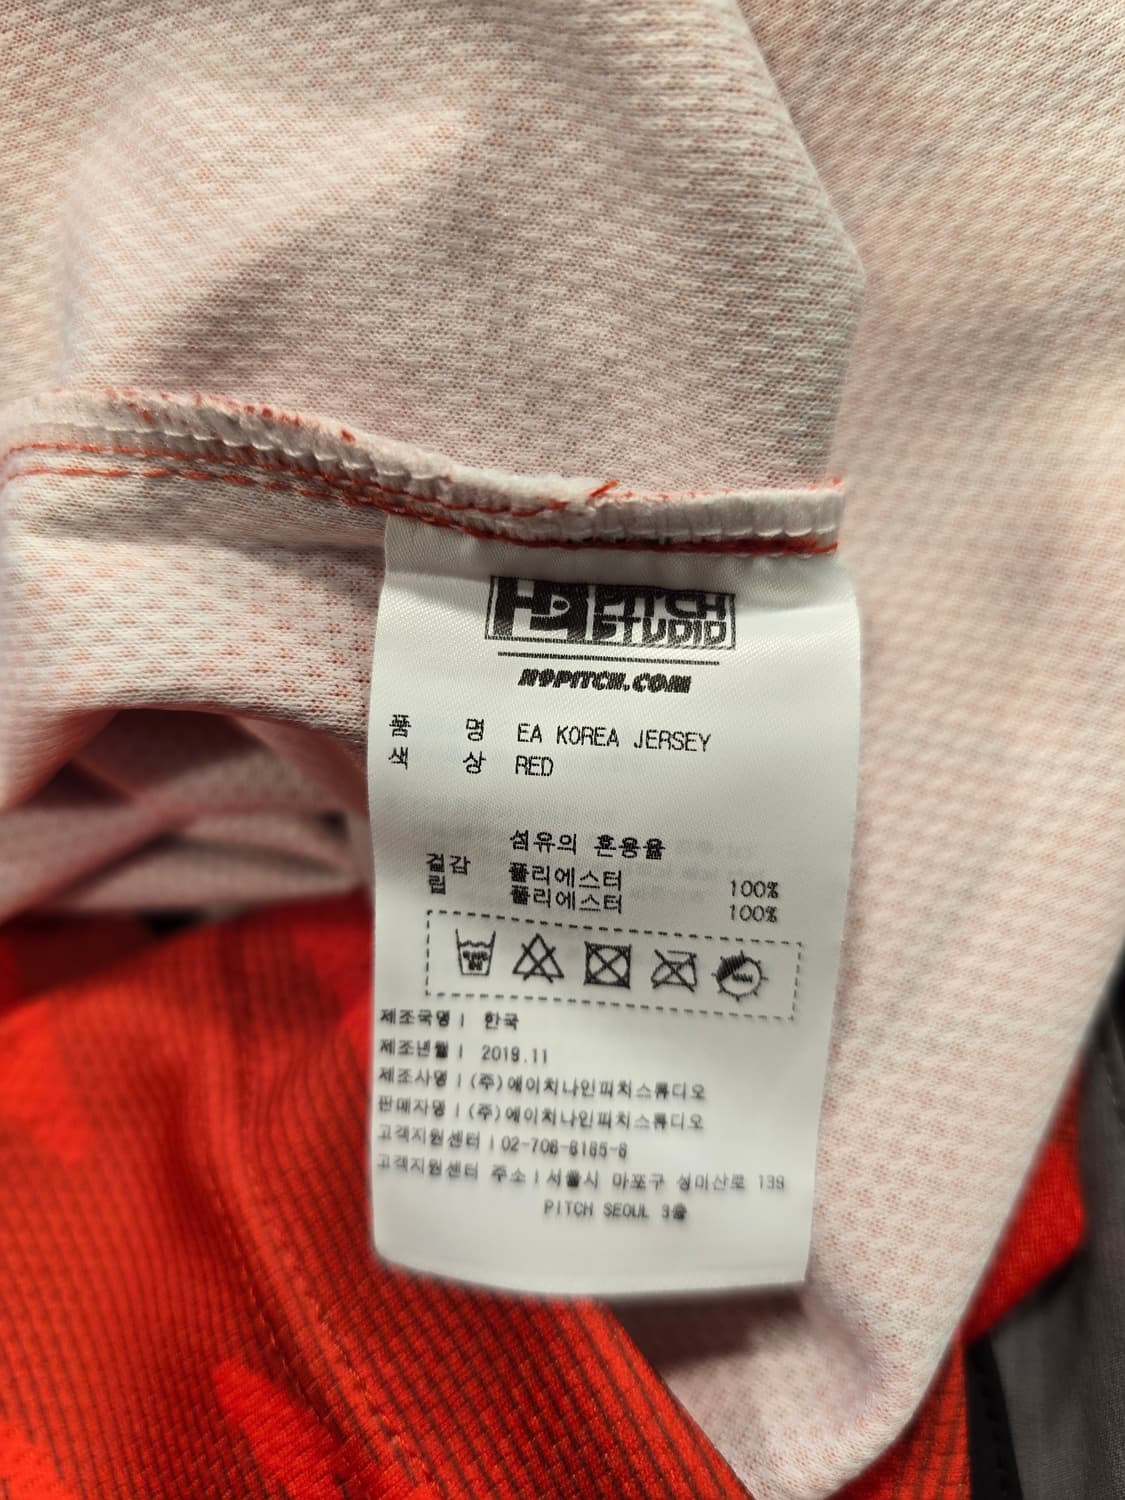 H9 PITCH STUDIO
H9PITCH.COM
품 명 EA KOREA JERSEY
색 상 RED
섬유의 혼용율
겉감 폴리에스터 100%
린 폴리에스터 100%
제조국명 | 한국
제조년월 | 2019.11
제조사명 | (주)에이치나인피치스튜디오
판매자명 | (주)에이치나인피치스튜디오
고객지원센터 | 02-706-8185-8
고객지원센터 주소 | 서울시 마포구 성미산로 139
PITCH SEOUL 3층